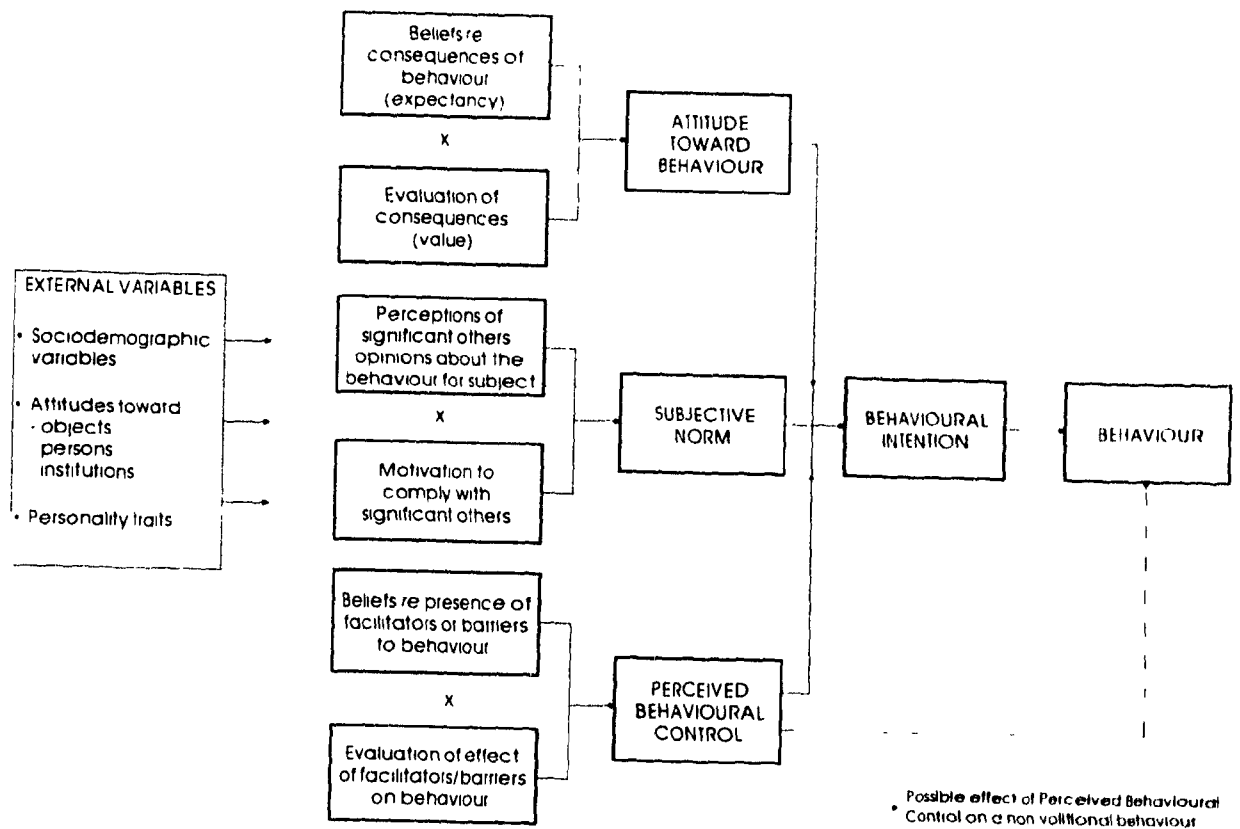 Beliefs re
consequences of
behaviour
(expectancy)
x
Evaluation of
consequences
(value)
ATTITUDE
TOWARD
BEHAVIOUR
EXTERNAL VARIABLES
• Sociodemographic
variables
• Attitudes toward
- objects
persons
institutions
• Personality traits
Perceptions of
significant others
opinions about the
behaviour for subject
x
Motivation to
comply with
significant others
SUBJECTIVE
NORM
BEHAVIOURAL
INTENTION
BEHAVIOUR
Beliefs re presence of
facilitators or barriers
to behaviour
x
Evaluation of effect
of facilitators/barriers
on behaviour
PERCEIVED
BEHAVIOURAL
CONTROL
• Possible effect of Perceived Behavioural
Control on a non volitional behaviour